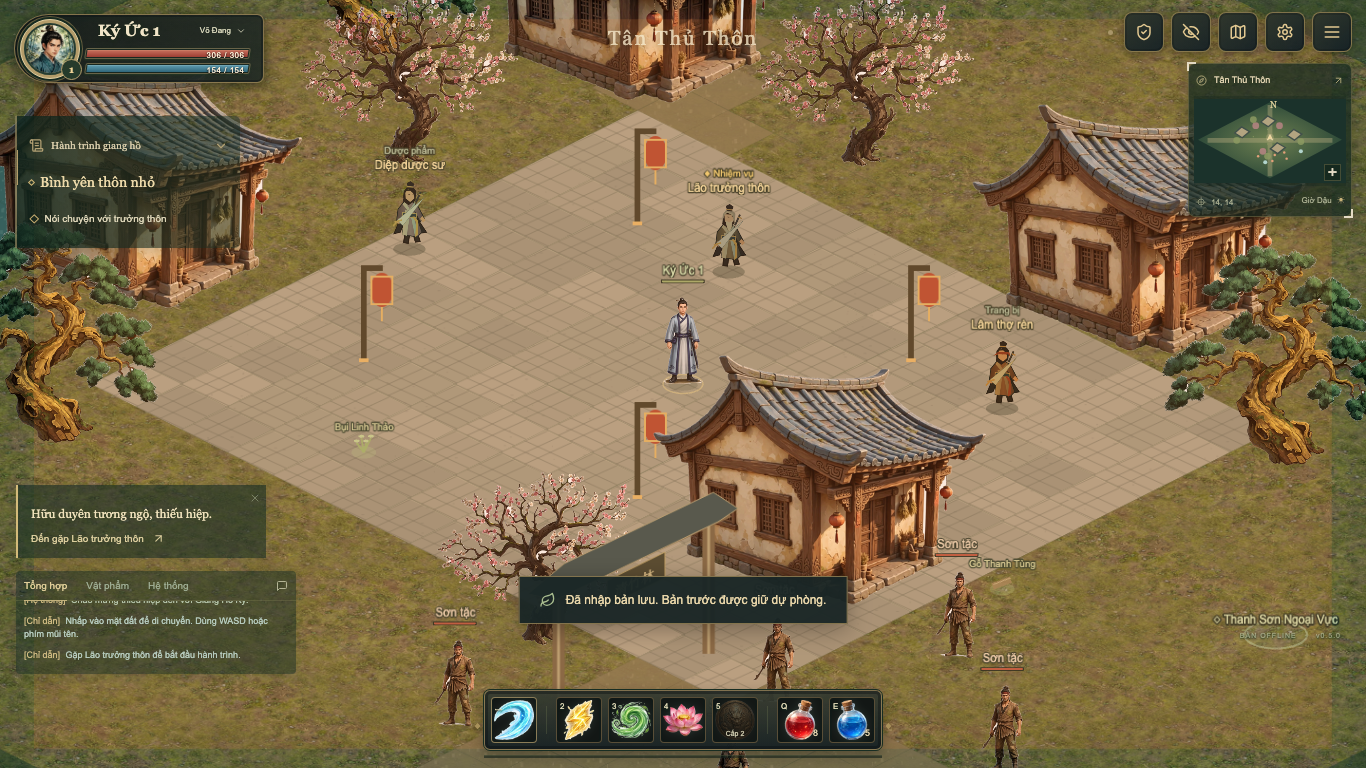 Ký Ức 1
Võ Đang
306 / 306
154 / 154
1
Tân Thủ Thôn
Tân Thủ Thôn
N
14, 14
Giờ Dậu
Hành trình giang hồ
Bình yên thôn nhỏ
Nói chuyện với trưởng thôn
Dược phẩm
Diệp dược sư
Nhiệm vụ
Lão trưởng thôn
Ký Ức 1
Trang bị
Lâm thợ rèn
Bụi Linh Thảo
Hữu duyên tương ngộ, thiếu hiệp.
Đến gặp Lão trưởng thôn
Tổng hợp
Vật phẩm
Hệ thống
[Chỉ dẫn] Nhấp vào mặt đất để di chuyển. Dùng WASD hoặc
phím mũi tên.
[Chỉ dẫn] Gặp Lão trưởng thôn để bắt đầu hành trình.
Sơn tặc
Gỗ Thanh Tùng
Đã nhập bản lưu. Bản trước được giữ dự phòng.
Sơn tặc
Sơn tặc
Thanh Sơn Ngoại Vực
BẢN OFFLINE
v0.5.0
2
3
4
5
Cấp 2
Q
8
E
5